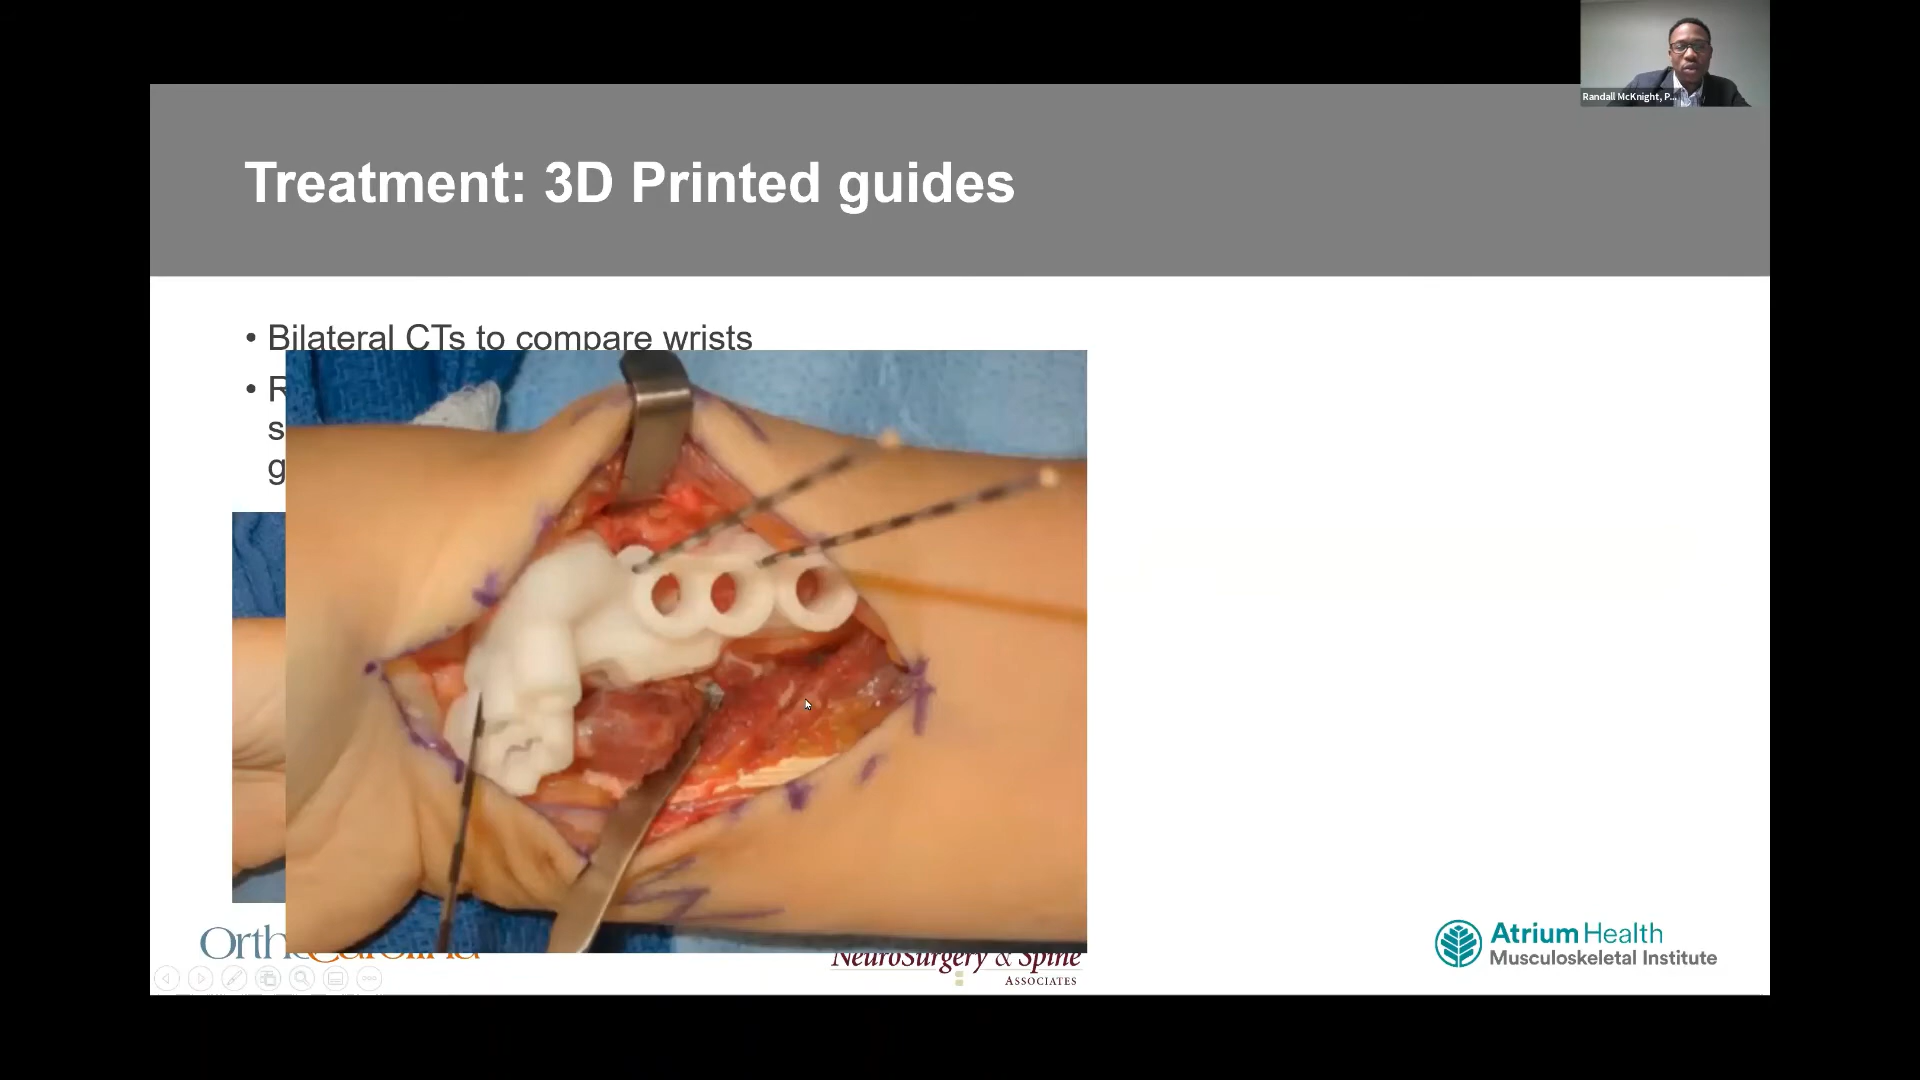 Randall McKnight, P...
Treatment: 3D Printed guides
• Bilateral CTs to compare wrists
• R
s
g
NeuroSurgery & Spine
ASSOCIATES
Atrium Health
Musculoskeletal Institute